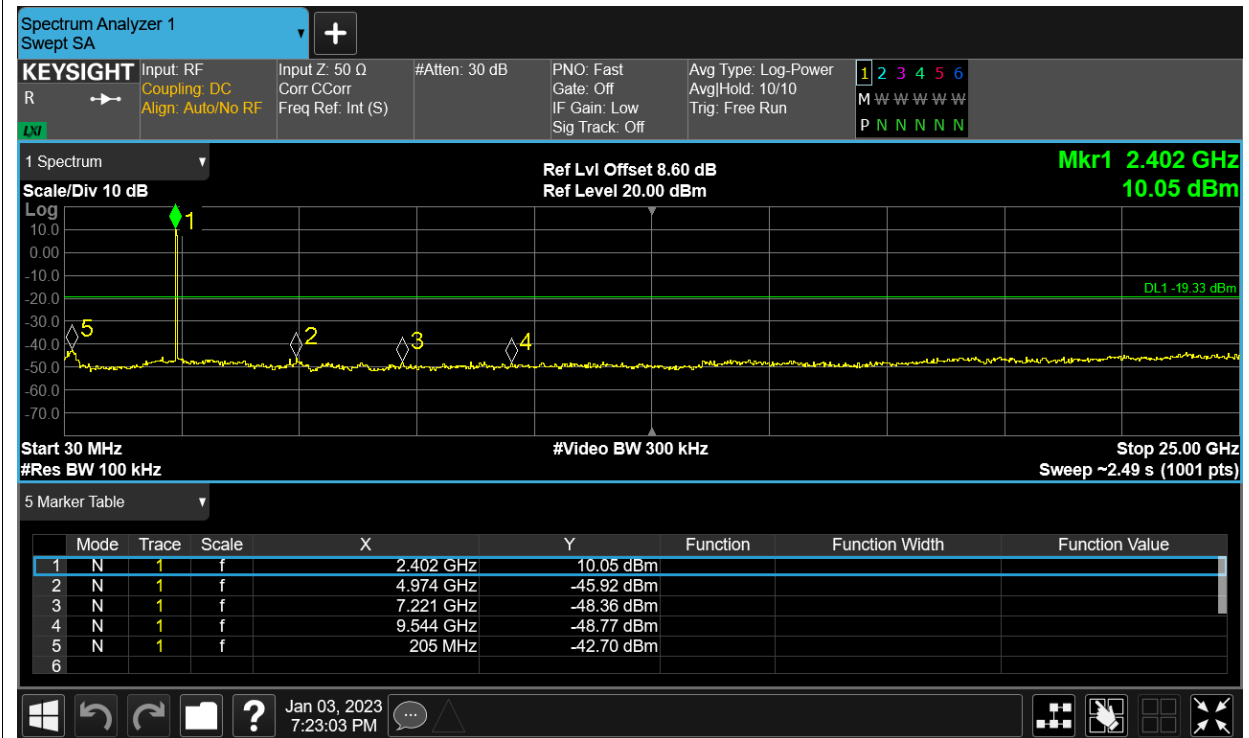 Spectrum Analyzer 1
Swept SA
KEYSIGHT
R
LXI
Input: RF
Coupling: DC
Align: Auto/No RF
Input Z: 50 Ω
Corr CCorr
Freq Ref: Int (S)
#Atten: 30 dB
PNO: Fast
Gate: Off
IF Gain: Low
Sig Track: Off
Avg Type: Log-Power
Avg|Hold: 10/10
Trig: Free Run
1 2 3 4 5 6
M W W W W W
P N N N N N
1 Spectrum
Scale/Div 10 dB
Ref Lvl Offset 8.60 dB
Ref Level 20.00 dBm
Mkr1 2.402 GHz
10.05 dBm
Log
10.0
0.00
-10.0
-20.0
-30.0
-40.0
-50.0
-60.0
-70.0
1
5
2
3
4
DL1 -19.33 dBm
Start 30 MHz
#Res BW 100 kHz
#Video BW 300 kHz
Stop 25.00 GHz
Sweep ~2.49 s (1001 pts)
5 Marker Table
Mode Trace Scale X Y Function Function Width Function Value
1 N 1 f 2.402 GHz 10.05 dBm
2 N 1 f 4.974 GHz -45.92 dBm
3 N 1 f 7.221 GHz -48.36 dBm
4 N 1 f 9.544 GHz -48.77 dBm
5 N 1 f 205 MHz -42.70 dBm
6
?
Jan 03, 2023
7:23:03 PM